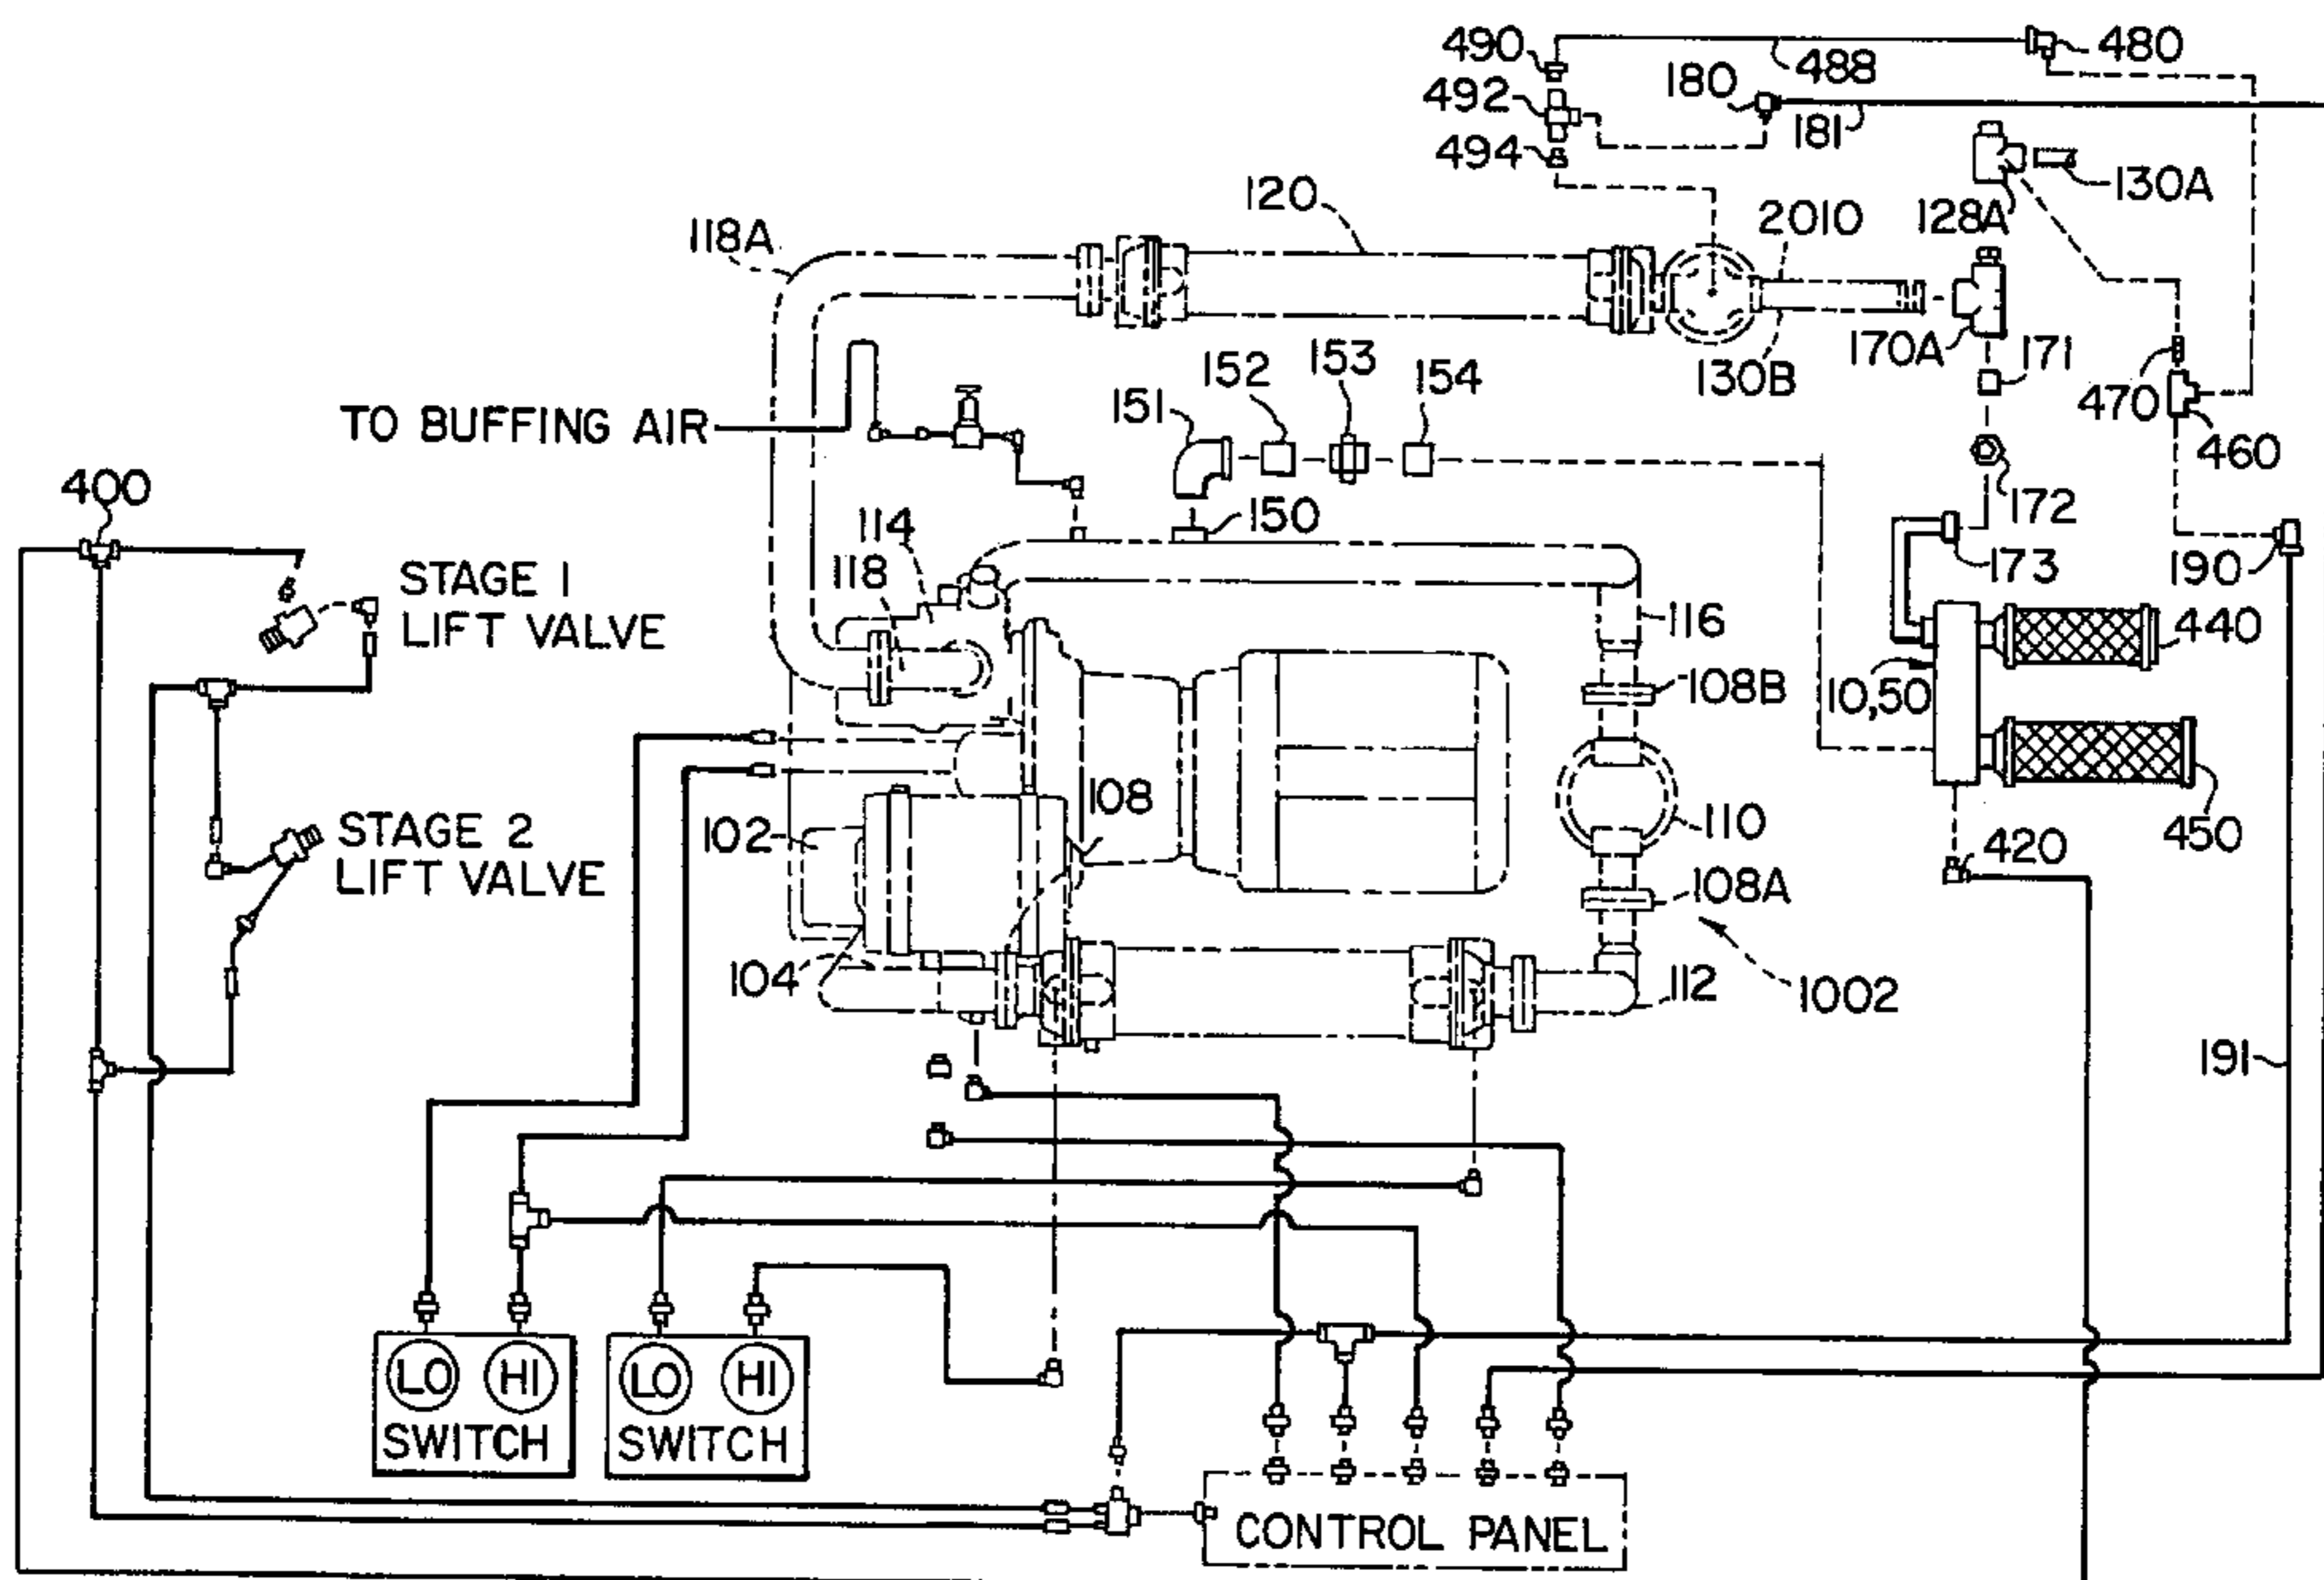 490
488
480
180
492
181
494
130A
120
2010
128A
118A
170A
171
130B
153
152
154
151
470
TO BUFFING AIR
460
400
172
114
150
STAGE 1
LIFT VALVE
118
173
190
116
440
10,50
108B
108
STAGE 2
LIFT VALVE
102
110
450
420
108A
104
112
1002
191
LO HI
SWITCH
LO HI
SWITCH
CONTROL PANEL